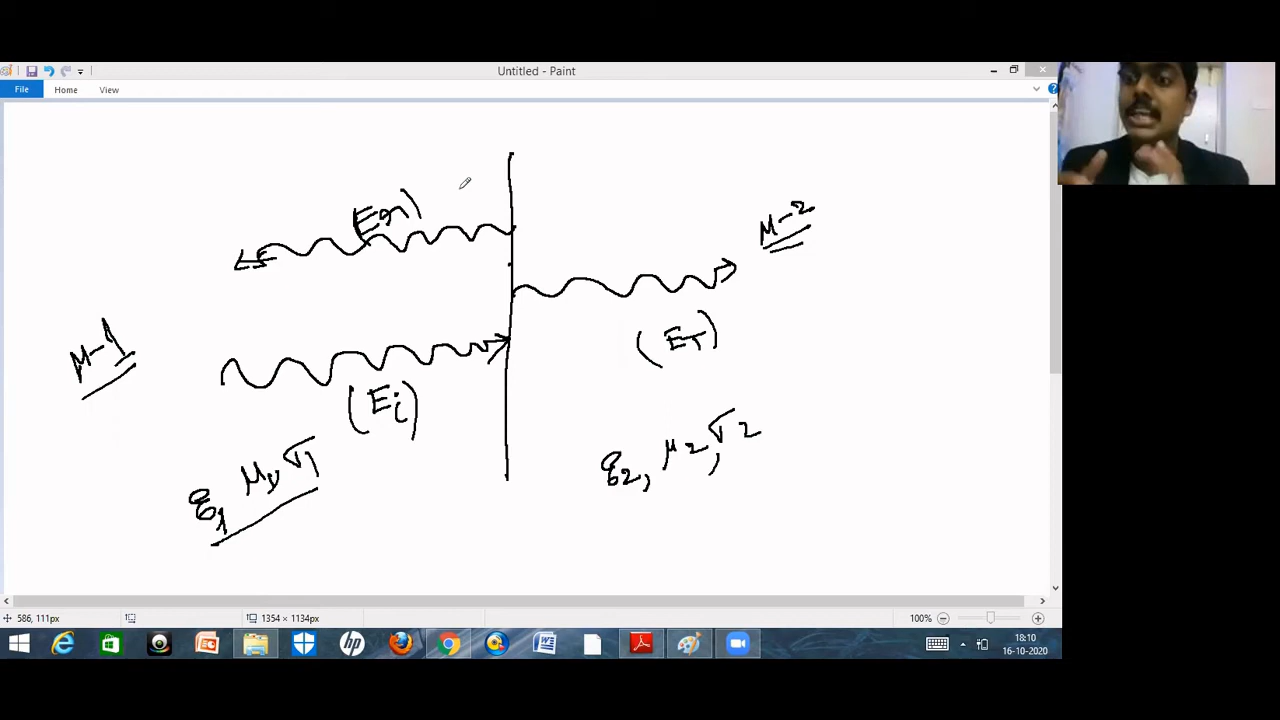 Untitled - Paint
File Home View
(Er)
M-2
(ET)
M-1
(Ei)
ε1 μ1, σ1
ε2, μ2, σ2
586, 111px
1354 × 1134px
100%
18:10
16-10-2020